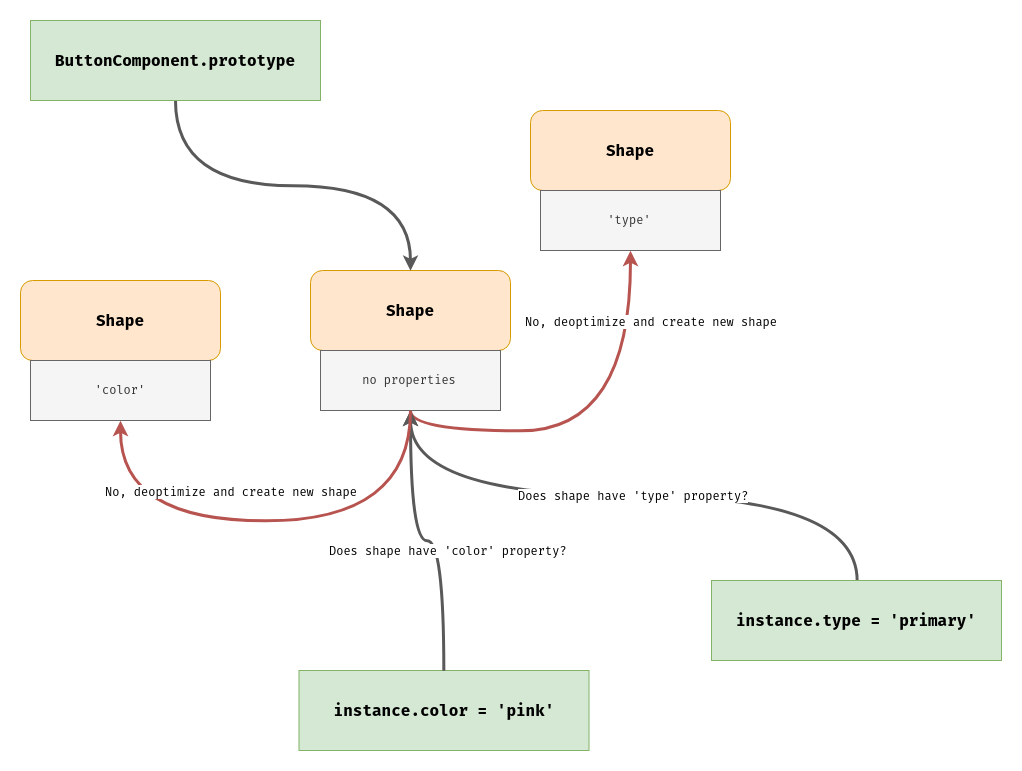 ButtonComponent.prototype
Shape
'type'
Shape
'color'
Shape
no properties
No, deoptimize and create new shape
No, deoptimize and create new shape
Does shape have 'type' property?
Does shape have 'color' property?
instance.type = 'primary'
instance.color = 'pink'